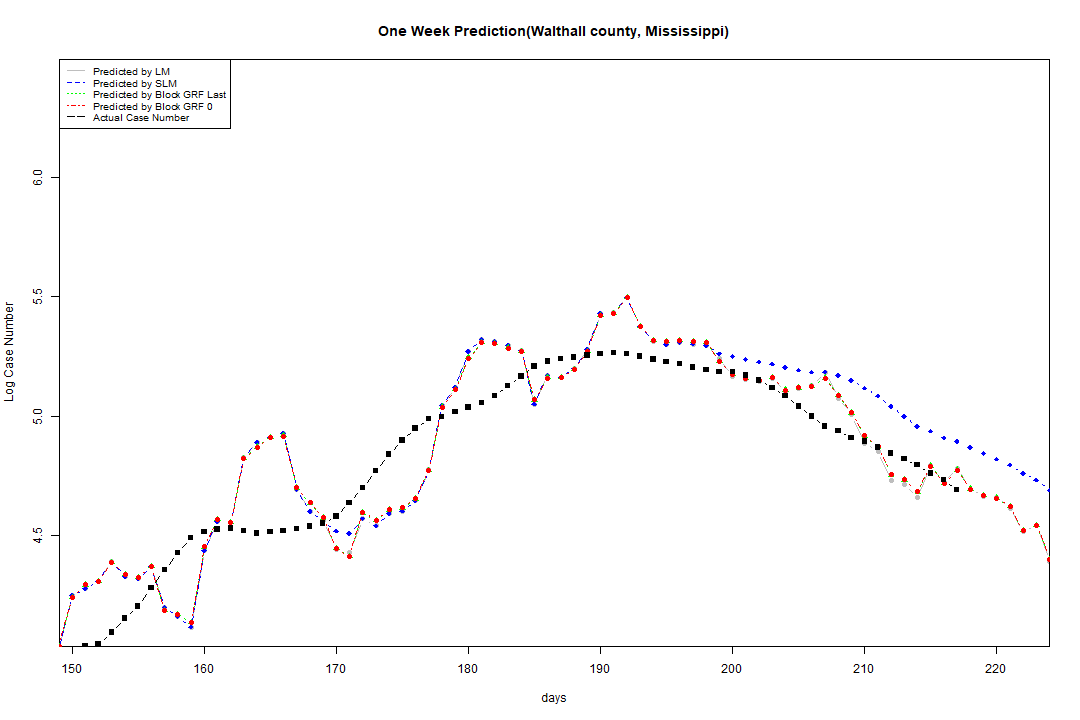 One Week Prediction(Walthall county, Mississippi)
Predicted by LM
Predicted by SLM
Predicted by Block GRF Last
Predicted by Block GRF 0
Actual Case Number
6.0
5.5
5.0
4.5
Log Case Number
150 160 170 180 190 200 210 220
days